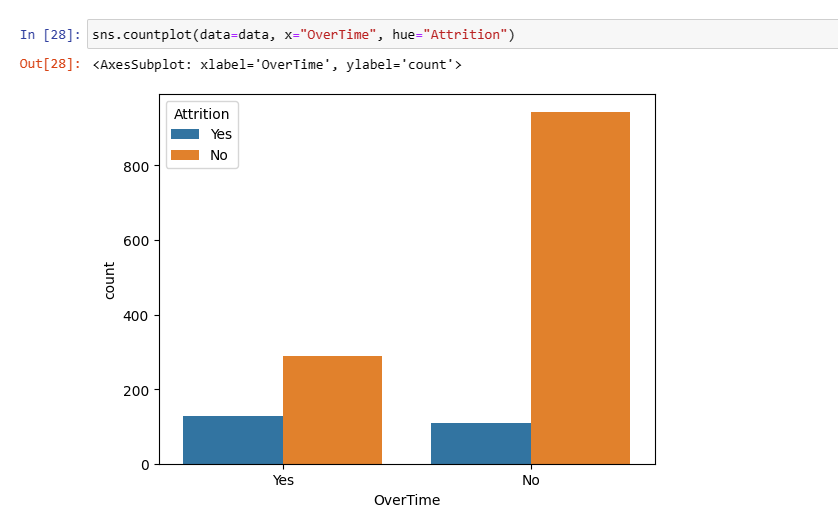 In [28]: sns.countplot(data=data, x="OverTime", hue="Attrition")
Out[28]: <AxesSubplot: xlabel='OverTime', ylabel='count'>
Attrition
Yes
No
800
600
400
200
0
count
Yes No
OverTime